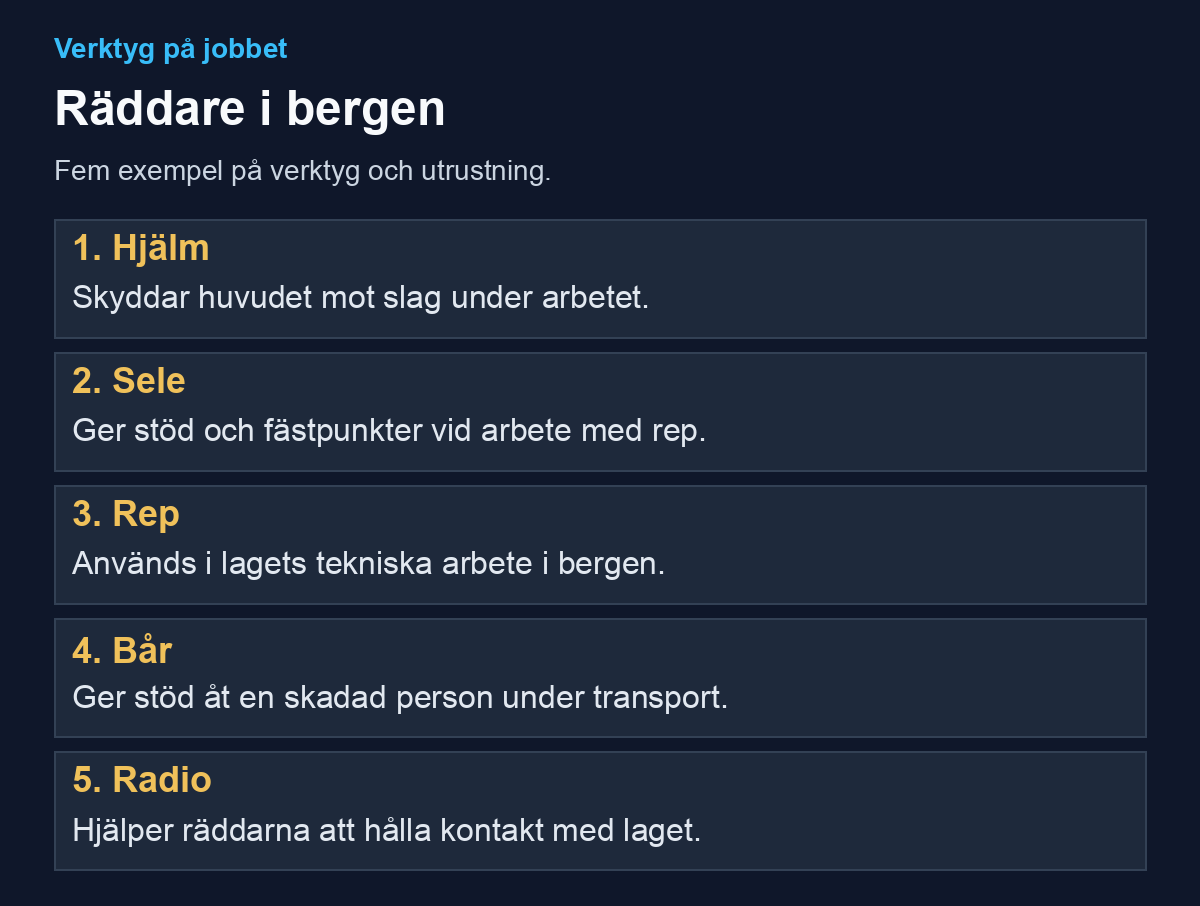 Verktyg på jobbet
Räddare i bergen
Fem exempel på verktyg och utrustning.
1. Hjälm
Skyddar huvudet mot slag under arbetet.
2. Sele
Ger stöd och fästpunkter vid arbete med rep.
3. Rep
Används i lagets tekniska arbete i bergen.
4. Bår
Ger stöd åt en skadad person under transport.
5. Radio
Hjälper räddarna att hålla kontakt med laget.